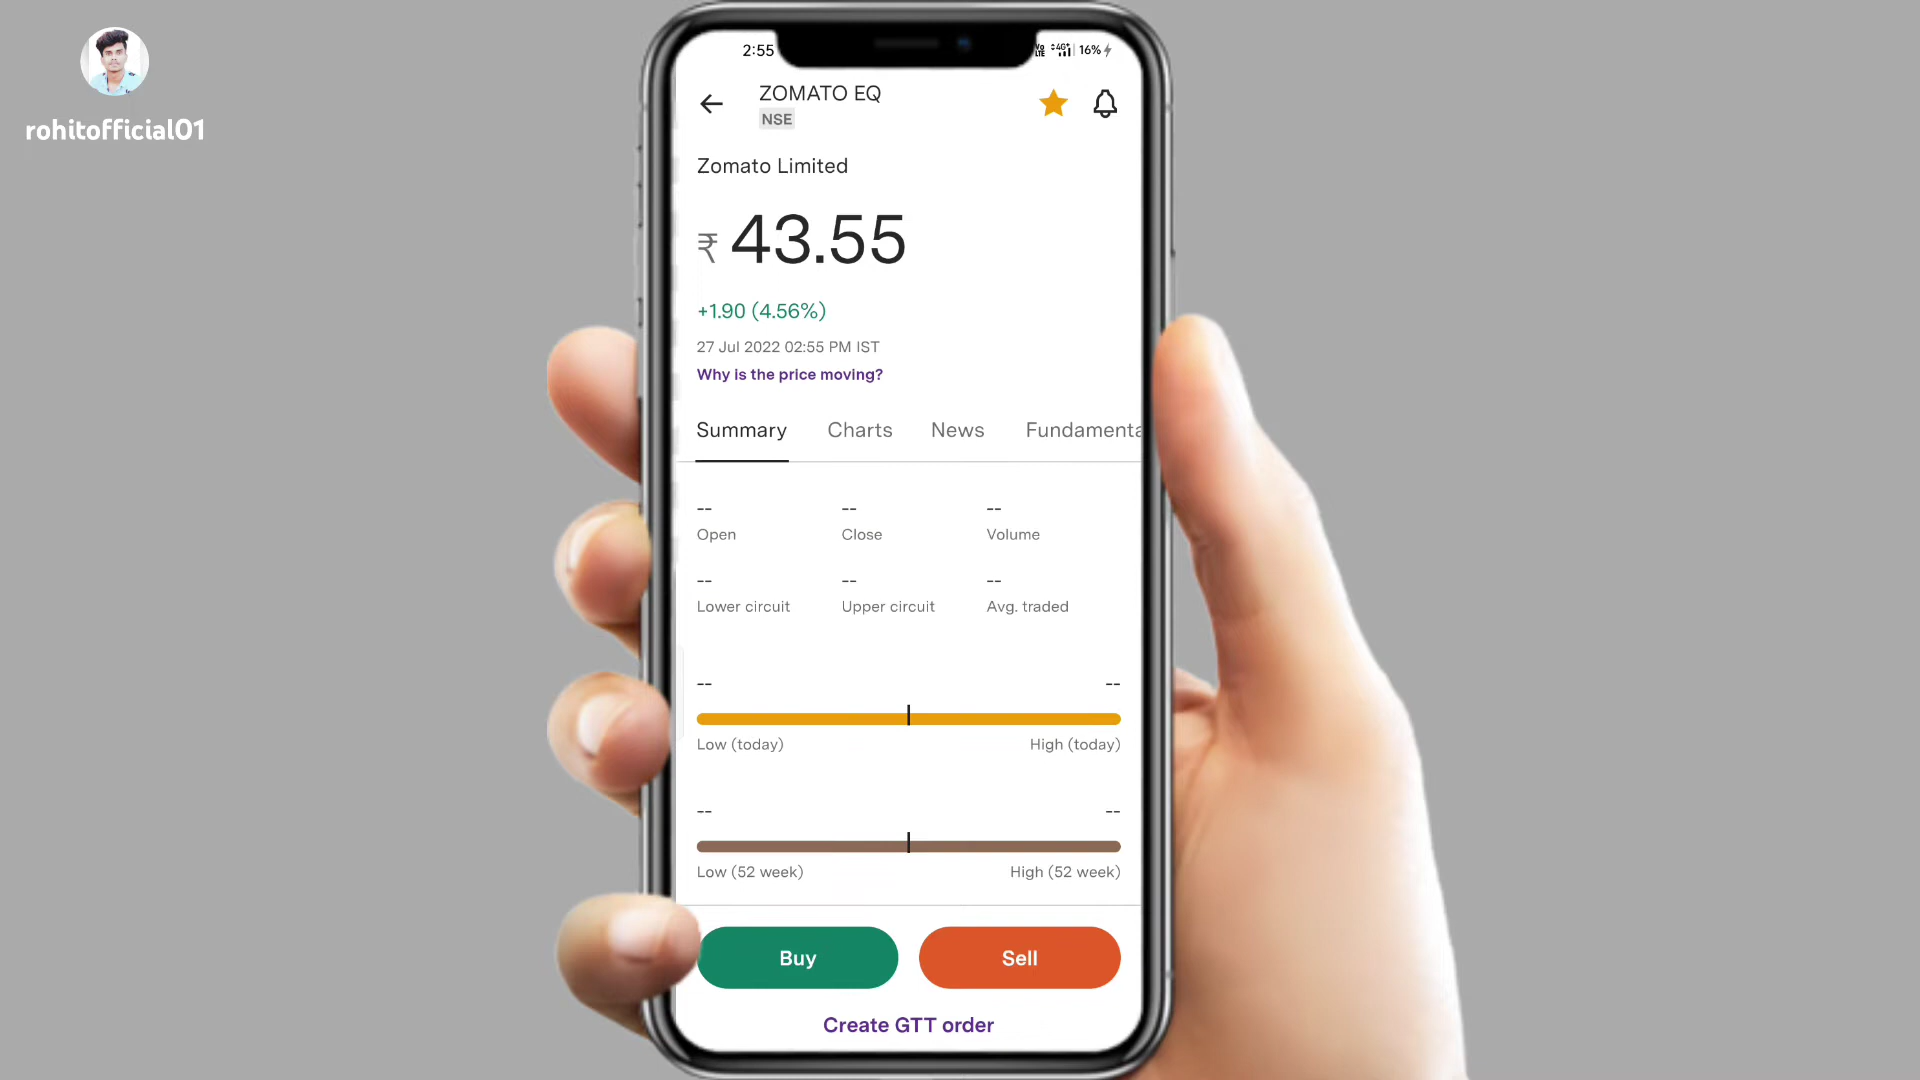 rohitofficial01
2:55
16%
ZOMATO EQ
NSE
Zomato Limited
₹ 43.55
+1.90 (4.56%)
27 Jul 2022 02:55 PM IST
Why is the price moving?
Summary Charts News Fundamenta
-- -- --
Open Close Volume
-- -- --
Lower circuit Upper circuit Avg. traded
-- --
Low (today) High (today)
-- --
Low (52 week) High (52 week)
Buy Sell
Create GTT order